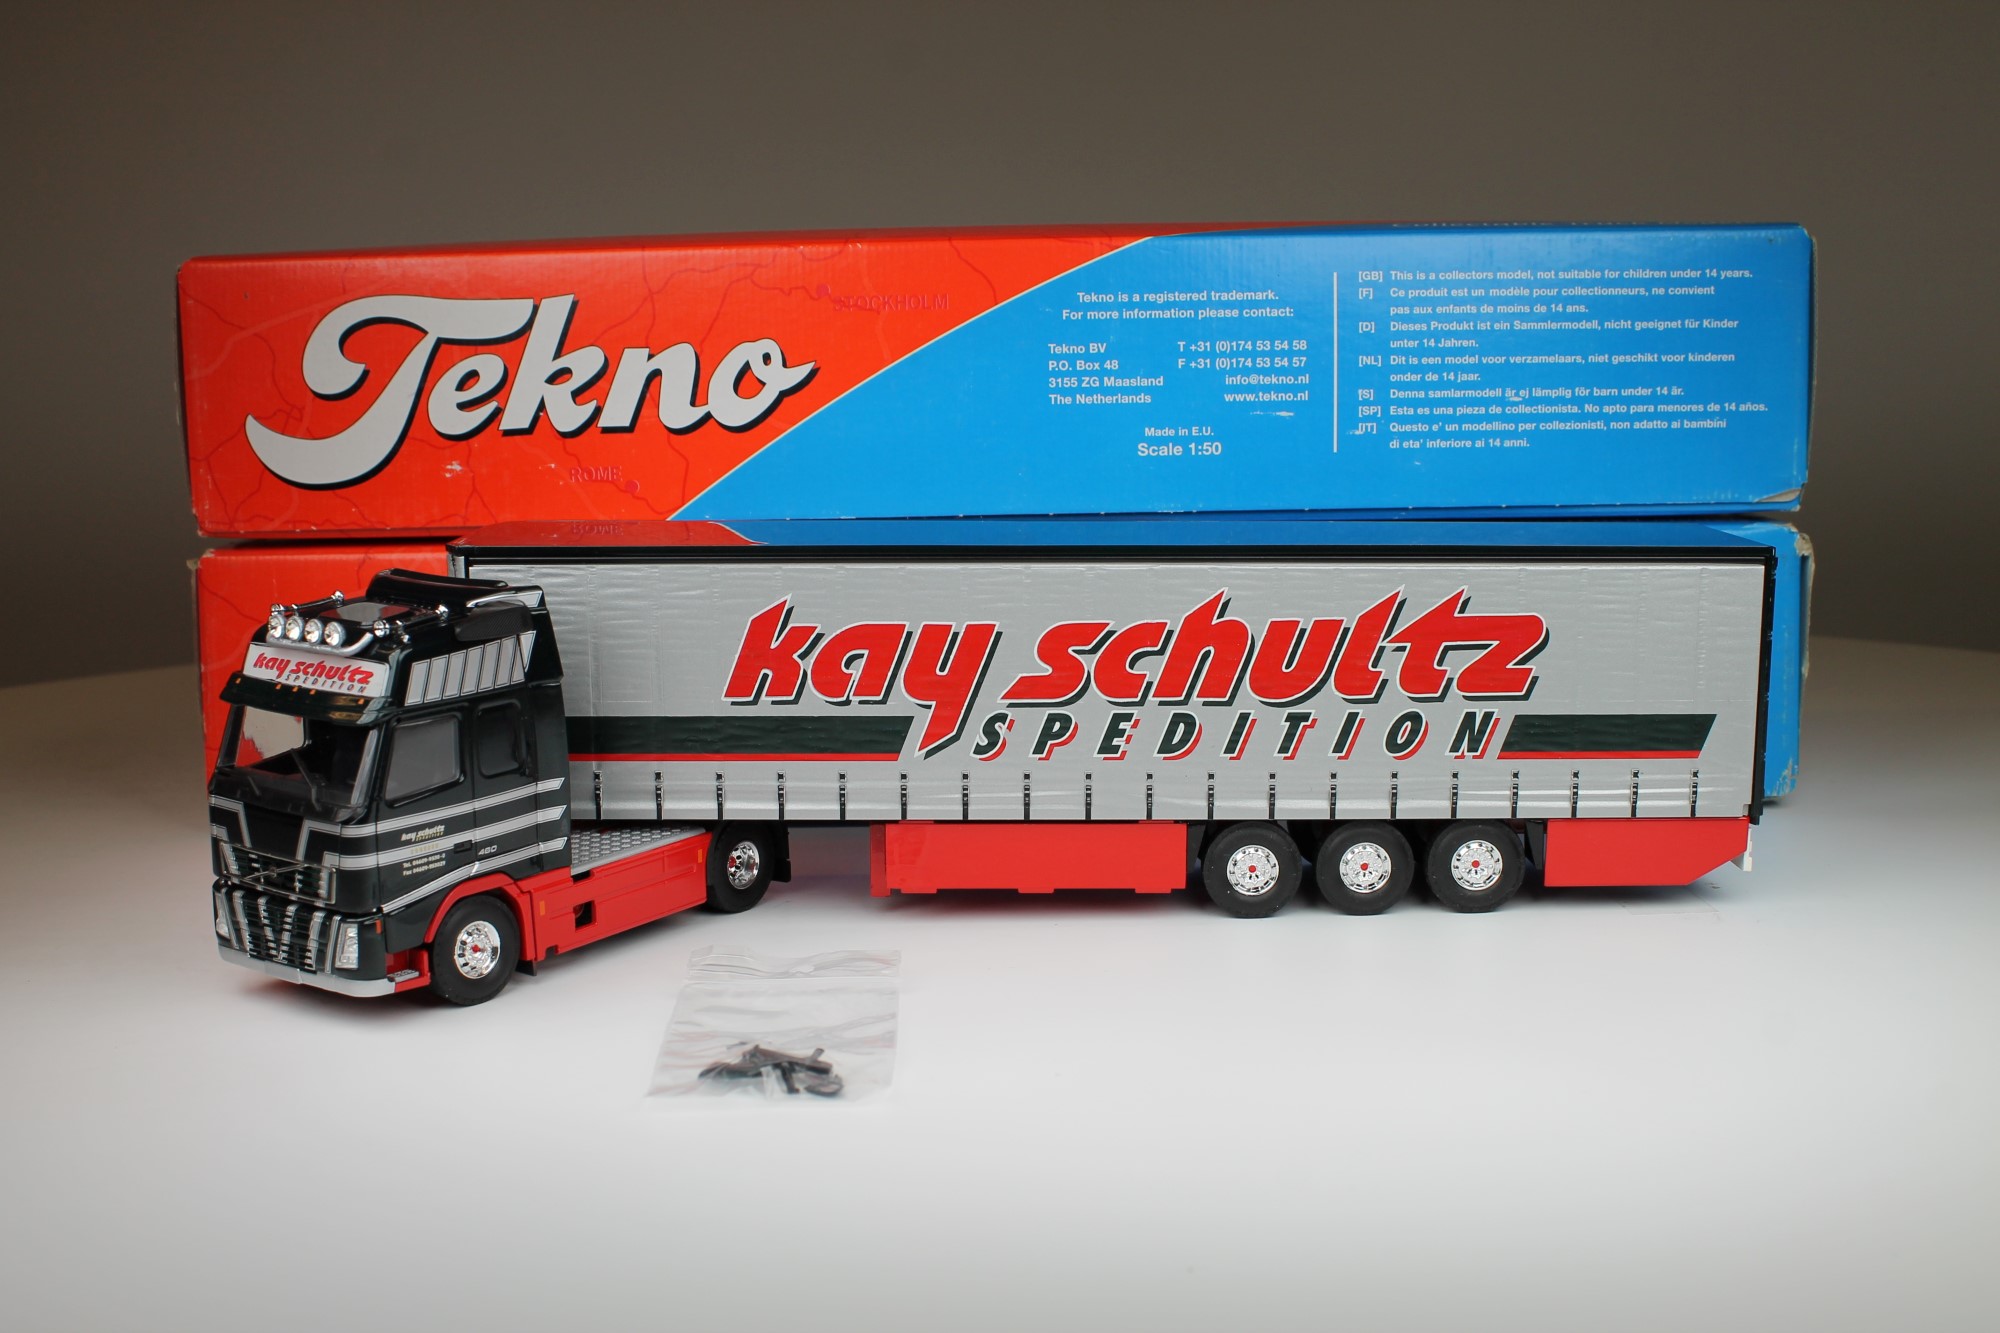 Tekno
STOCKHOLM
ROME
Tekno is a registered trademark.
For more information please contact:
Tekno BV
P.O. Box 48
3155 ZG Maasland
The Netherlands
T +31 (0)174 53 54 58
F +31 (0)174 53 54 57
info@tekno.nl
www.tekno.nl
Made in E.U.
Scale 1:50
[GB] This is a collectors model, not suitable for children under 14 years.
[F] Ce produit est un modèle pour collectionneurs, ne convient
pas aux enfants de moins de 14 ans.
[D] Dieses Produkt ist ein Sammlermodell, nicht geeignet für Kinder
unter 14 Jahren.
[NL] Dit is een model voor verzamelaars, niet geschikt voor kinderen
onder de 14 jaar.
[S] Denna samlarmodell är ej lämplig för barn under 14 år.
[SP] Esta es una pieza de collectionista. No apto para menores de 14 años.
[IT] Questo e' un modellino per collezionisti, non adatto ai bambini
di eta' inferiore ai 14 anni.
kay schultz
SPEDITION
kay schultz
SPEDITION
kay schultz
460